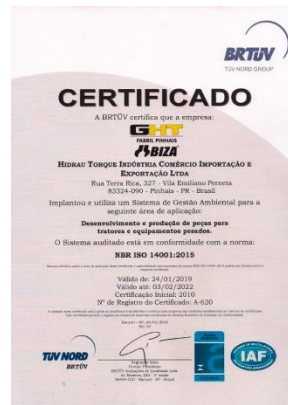 BRTÜV
TÜV NORD GROUP
CERTIFICADO
A BRTÜV certifica que a empresa:
GHT
FABRIL PINHAIS
IBIZA
HIDRAU TORQUE INDÚSTRIA COMÉRCIO IMPORTAÇÃO E
EXPORTAÇÃO LTDA
Rua Terra Rica, 327 - Vila Emiliano Perneta
83324-090 - Pinhais - PR - Brasil
Implantou e utiliza um Sistema de Gestão Ambiental para a
seguinte área de aplicação:
Desenvolvimento e produção de peças para
tratores e equipamentos pesados.
O Sistema auditado está em conformidade com a norma:
NBR ISO 14001:2015
Válido de: 24/01/2019
Válido até: 03/02/2022
Certificação Inicial: 2010
Nº de Registro do Certificado: A-620
TÜV NORD
BRTÜV
IAF